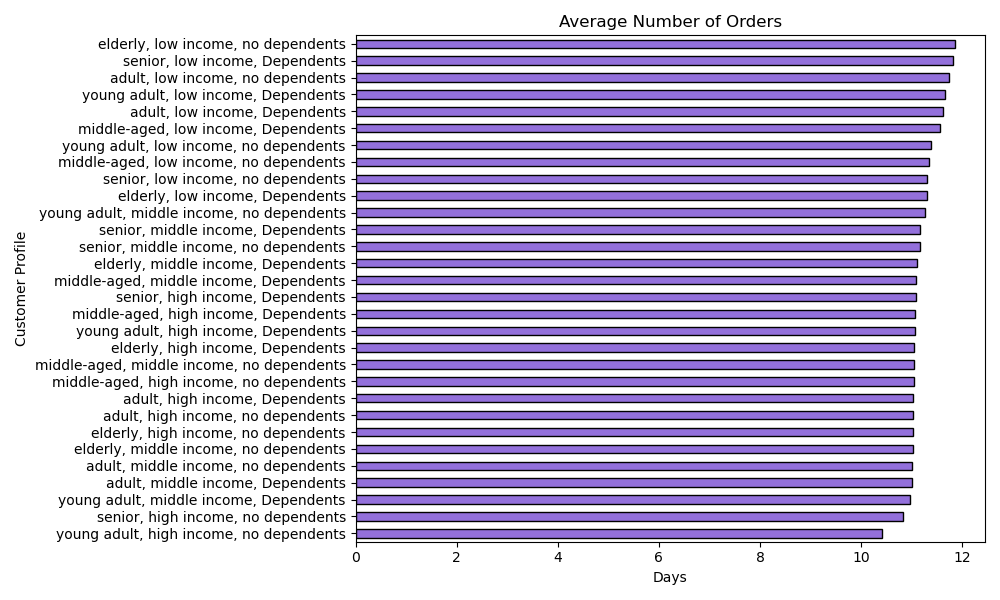 Average Number of Orders
elderly, low income, no dependents
senior, low income, Dependents
adult, low income, no dependents
young adult, low income, Dependents
adult, low income, Dependents
middle-aged, low income, Dependents
young adult, low income, no dependents
middle-aged, low income, no dependents
senior, low income, no dependents
elderly, low income, Dependents
young adult, middle income, no dependents
senior, middle income, Dependents
senior, middle income, no dependents
elderly, middle income, Dependents
middle-aged, middle income, Dependents
senior, high income, Dependents
middle-aged, high income, Dependents
young adult, high income, Dependents
elderly, high income, Dependents
middle-aged, middle income, no dependents
middle-aged, high income, no dependents
adult, high income, Dependents
adult, high income, no dependents
elderly, high income, no dependents
elderly, middle income, no dependents
adult, middle income, no dependents
adult, middle income, Dependents
young adult, middle income, Dependents
senior, high income, no dependents
young adult, high income, no dependents
Customer Profile
0 2 4 6 8 10 12
Days